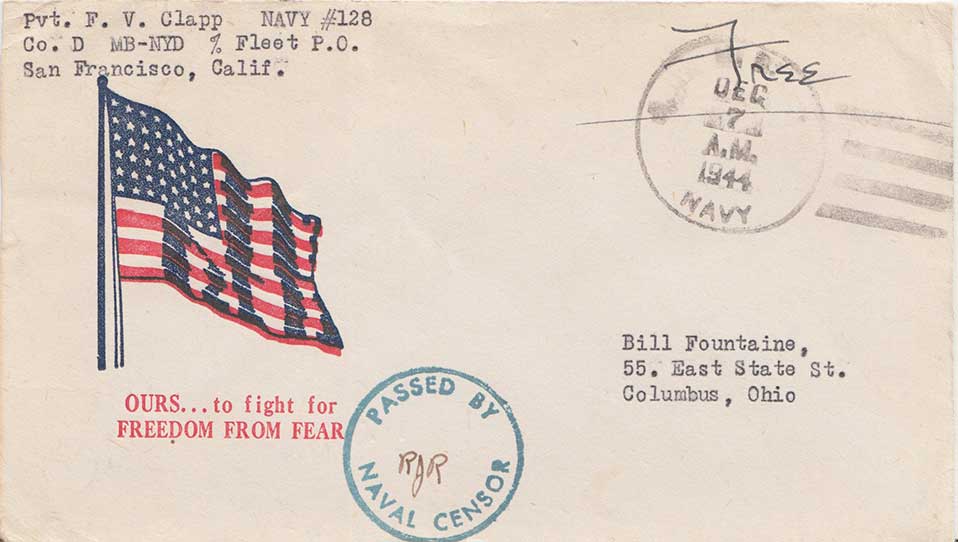 Pvt. F. V. Clapp NAVY #128
Co. D MB-NYD % Fleet P.O.
San Francisco, Calif.
Free
DEC
7
A.M.
1944
NAVY
Bill Fountaine,
55. East State St.
Columbus, Ohio
OURS...to fight for
FREEDOM FROM FEAR
PASSED BY
RJR
NAVAL CENSOR